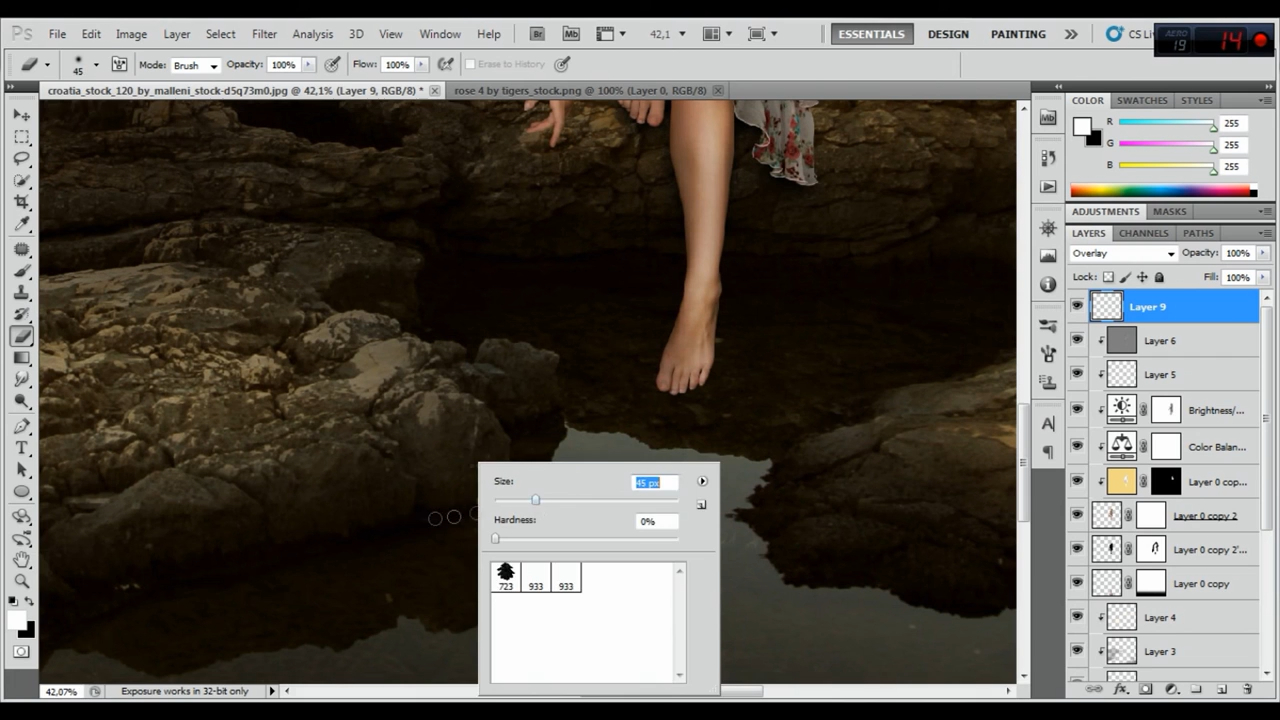 Ps File Edit Image Layer Select Filter Analysis 3D View Window Help Br Mb 42,1 ESSENTIALS DESIGN PAINTING CS Live AERO 19 14
45 Mode: Brush Opacity: 100% Flow: 100% Erase to History
croatia_stock_120_by_malleni_stock-d5q73m0.jpg @ 42,1% (Layer 9, RGB/8) * rose 4 by tigers_stock.png @ 100% (Layer 0, RGB/8)
COLOR SWATCHES STYLES
Mb
R 255
G 255
B 255
ADJUSTMENTS MASKS
LAYERS CHANNELS PATHS
Overlay Opacity: 100%
Lock: Fill: 100%
Layer 9
Layer 6
Layer 5
Brightness/...
Color Balan...
Layer 0 cop...
Layer 0 copy 2
Layer 0 copy 2'...
Layer 0 copy
Layer 4
Layer 3
Size: 45 px
Hardness: 0%
723 933 933
42,07% Exposure works in 32-bit only